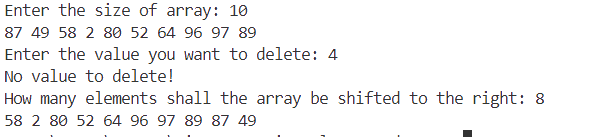 Enter the size of array: 10
87 49 58 2 80 52 64 96 97 89
Enter the value you want to delete: 4
No value to delete!
How many elements shall the array be shifted to the right: 8
58 2 80 52 64 96 97 89 87 49